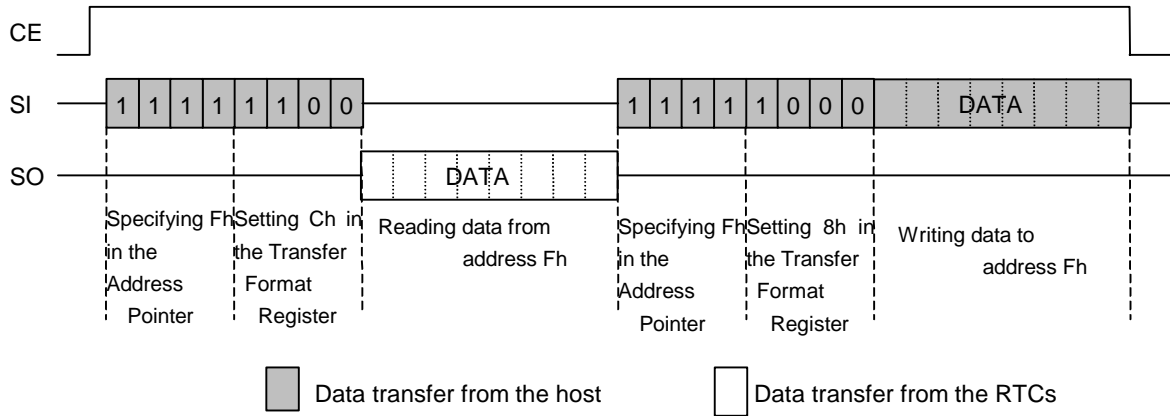 CE
SI
1 1 1 1 1 1 0 0
1 1 1 1 1 0 0 0
DATA
SO
DATA
Specifying Fh
in the
Address
Pointer
Setting Ch in
the Transfer
Format
Register
Reading data from
address Fh
Specifying Fh
in the
Address
Pointer
Setting 8h in
the Transfer
Format
Register
Writing data to
address Fh
Data transfer from the host
Data transfer from the RTCs